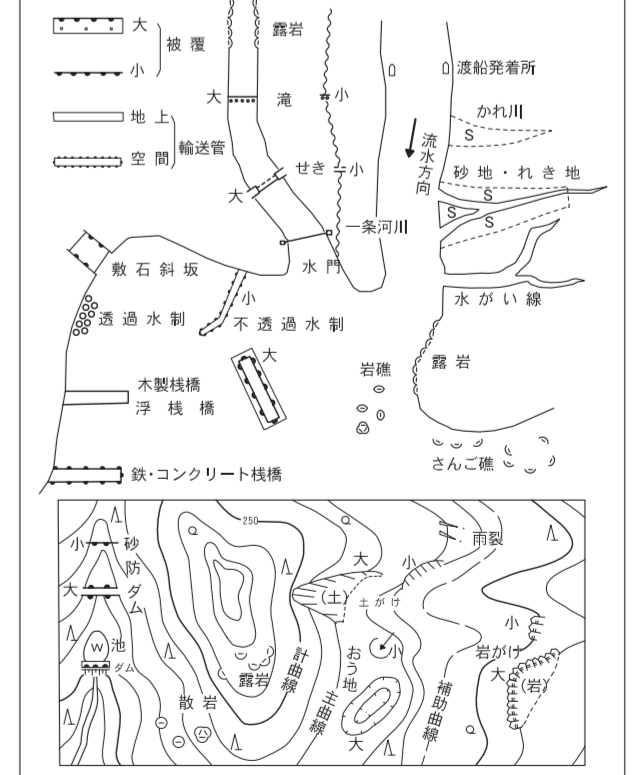 大
小
被覆
地上
空間
輸送管
露岩
大 滝 小
せき 小
大
一条河川
水門
流水方向
渡船発着所
かれ川
S
砂地・れき地
S
S
S
水がい線
露岩
さんご礁
岩礁
敷石斜坂
透過水制
小
不透過水制
大
木製桟橋
浮桟橋
鉄・コンクリート桟橋
小 砂防ダム
大
W 池
ダム
250
Q
Q
Q
Q
露岩
散岩
計曲線
主曲線
補助曲線
大
(土)
土がけ
小
雨裂
おう地
小
大
岩がけ
小
大
(岩)